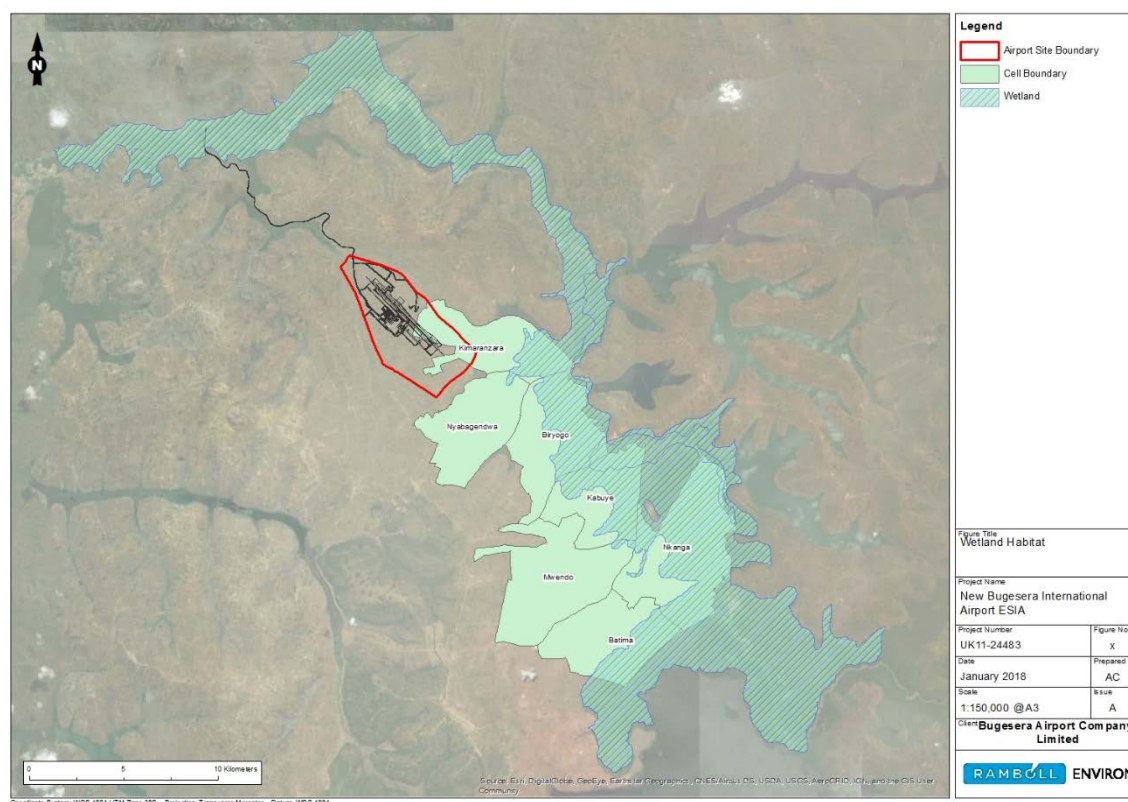 N
Kimaranzara
Nyabagendwa
Biryogo
Kabuye
Nkanga
Mwendo
Batima
0 5 10 Kilometers
Source: Esri, DigitalGlobe, GeoEye, Earthstar Geographics, CNES/Airbus DS, USDA, USGS, AeroGRID, IGN, and the GIS User
Community
Legend
Airport Site Boundary
Cell Boundary
Wetland
Figure Title
Wetland Habitat
Project Name
New Bugesera International
Airport ESIA
Project Number
UK11-24483
Figure No
x
Date
January 2018
Prepared
AC
Scale
1:150,000 @A3
Issue
A
Client
Bugesera Airport Company
Limited
RAMBOLL ENVIRON